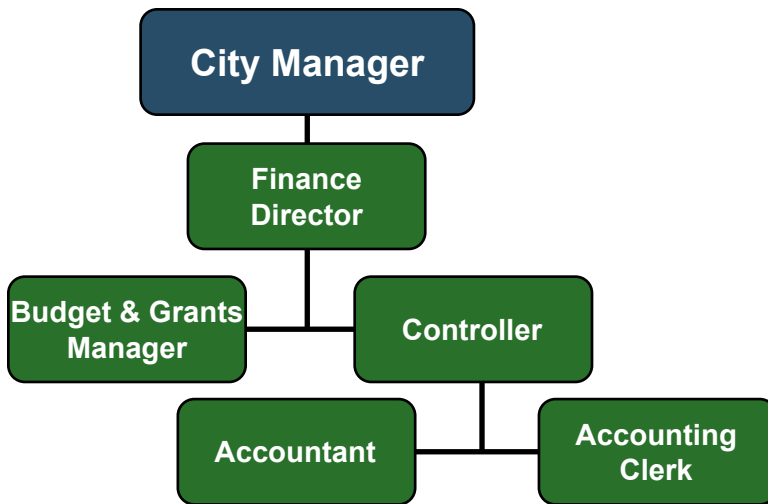 City Manager
Finance
Director
Budget & Grants
Manager
Controller
Accountant
Accounting
Clerk